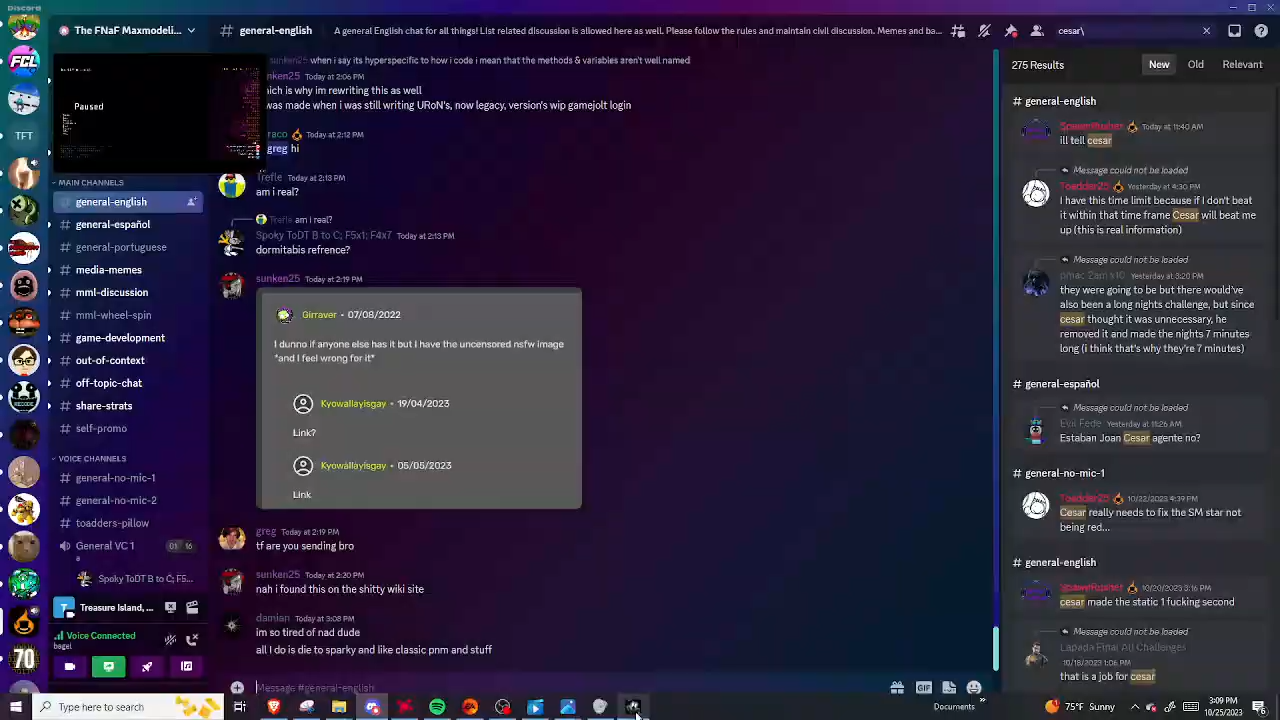 Discord
The FNaF Maxmodeli...
general-english
A general English chat for all things! List related discussion is allowed here as well. Please follow the rules and maintain civil discussion. Memes and ba...
cesar\
Paused
MAIN CHANNELS
general-english
general-español
general-portuguese
media-memes
mml-discussion
mml-wheel-spin
game-development
out-of-context
off-topic-chat
share-strats
self-promo
VOICE CHANNELS
general-no-mic-1
general-no-mic-2
toadders-pillow
General VC 1
01 16
Spoky ToDT B to C; F5...
Treasure Island, ...
Voice Connected
bagel
FCL
TFT
70
sunken25 when i say its hyperspecific to how i code i mean that the methods & variables aren't well named
nken25 Today at 2:06 PM
hich is why im rewriting this as well
was made when i was still writing URoN's, now legacy, version's wip gamejolt login
raco Today at 2:12 PM
greg hi
Trefle Today at 2:13 PM
am i real?
Trefle am i real?
Spoky ToDT B to C; F5x1; F4x7 Today at 2:13 PM
dormitabis refrence?
sunken25 Today at 2:19 PM
Girraver • 07/08/2022
I dunno if anyone else has it but I have the uncensored nsfw image
*and I feel wrong for it*
Kyowallayisgay • 19/04/2023
Link?
Kyowallayisgay • 05/05/2023
Link
greg Today at 2:19 PM
tf are you sending bro
sunken25 Today at 2:20 PM
nah i found this on the shitty wiki site
damian Today at 3:08 PM
im so tired of nad dude
all I do is die to sparky and like classic pnm and stuff
Message #general-english
GIF
275 Results
New
Old
Relevant
# general-english
Today at 11:40 AM
ill tell cesar
Message could not be loaded
Toadder25 Yesterday at 4:30 PM
I have this time limit because if I don't beat
it within that time frame Cesar will beat me
up (this is real information)
Message could not be loaded
pmac 2am x10 Yesterday at 3:20 PM
they were going to be but there would've
also been a long nights challenge, but since
cesar thought it was unnecessary, he
removed it and made the nights 7 minutes
long (i think that's why they're 7 minutes)
# general-español
Message could not be loaded
Evil Fede Yesterday at 11:26 AM
Estaban Joan Cesar agente no?
# general-no-mic-1
Toadder25 10/22/2023 4:39 PM
Cesar really needs to fix the SM star not
being red...
# general-english
10/20/2023 3:16 PM
cesar made the static 1 fucking second
Message could not be loaded
Lapada Final All Challenges
10/18/2023 1:06 PM
that is a job for cesar
Type here to search
Documents
75°F Sunny
3:09 PM
10/25/2023